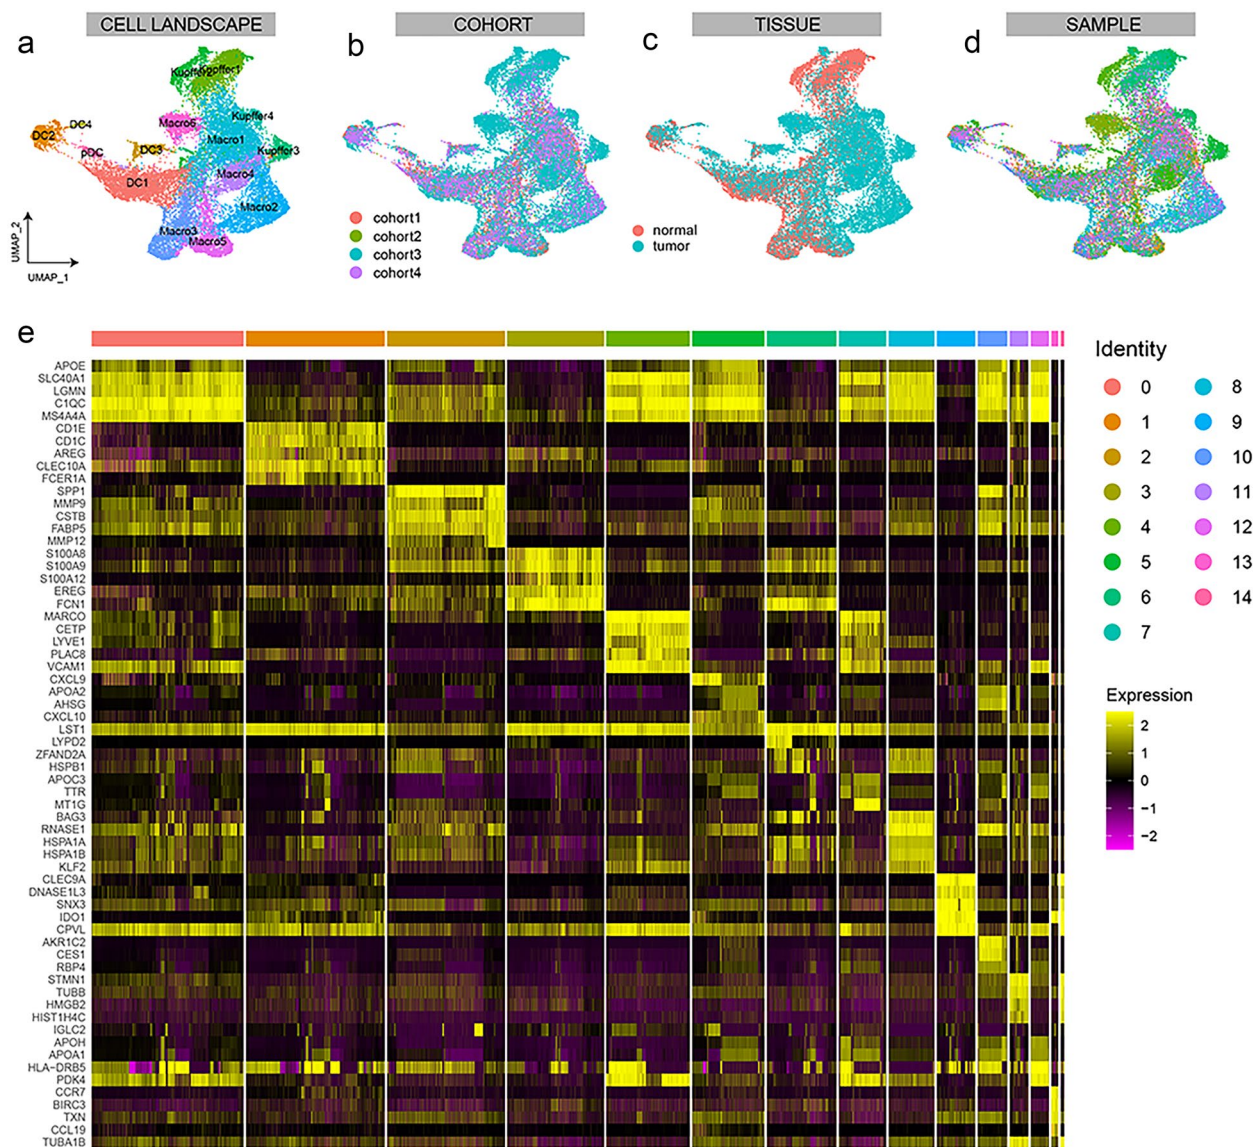 CELL LANDSCAPE
COHORT
TISSUE
SAMPLE
a
b
c
d
Kupffer1
Kupffer4
Macro6
Macro1
Kupffer3
DC4
DC2
pDC
DC3
DC1
Macro4
Macro2
Macro3
Macro5
UMAP_2
UMAP_1
cohort1
cohort2
cohort3
cohort4
normal
tumor
e
APOE
SLC40A1
LGMN
C1QC
MS4A4A
CD1E
CD1C
AREG
CLEC10A
FCER1A
SPP1
MMP9
CSTB
FABP5
MMP12
S100A8
S100A9
S100A12
EREG
FCN1
MARCO
CETP
LYVE1
PLAC8
VCAM1
CXCL9
APOA2
AHSG
CXCL10
LST1
LYPD2
ZFAND2A
HSPB1
APOC3
TTR
MT1G
BAG3
RNASE1
HSPA1A
HSPA1B
KLF2
CLEC9A
DNASE1L3
SNX3
IDO1
CPVL
AKR1C2
CES1
RBP4
STMN1
TUBB
HMGB2
HIST1H4C
IGLC2
APOH
APOA1
HLA-DRB5
PDK4
CCR7
BIRC3
TXN
CCL19
TUBA1B
Identity
0
1
2
3
4
5
6
7
8
9
10
11
12
13
14
Expression
2
1
0
−1
−2